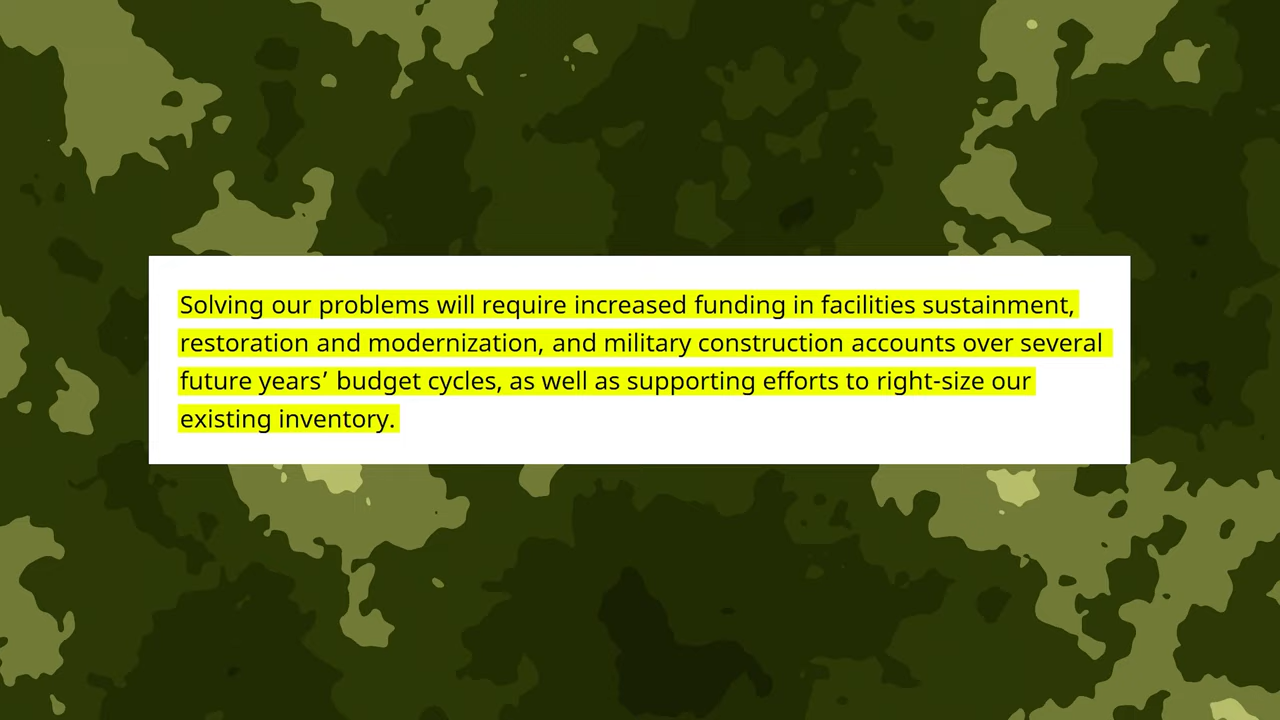 Solving our problems will require increased funding in facilities sustainment,
restoration and modernization, and military construction accounts over several
future years’ budget cycles, as well as supporting efforts to right-size our
existing inventory.